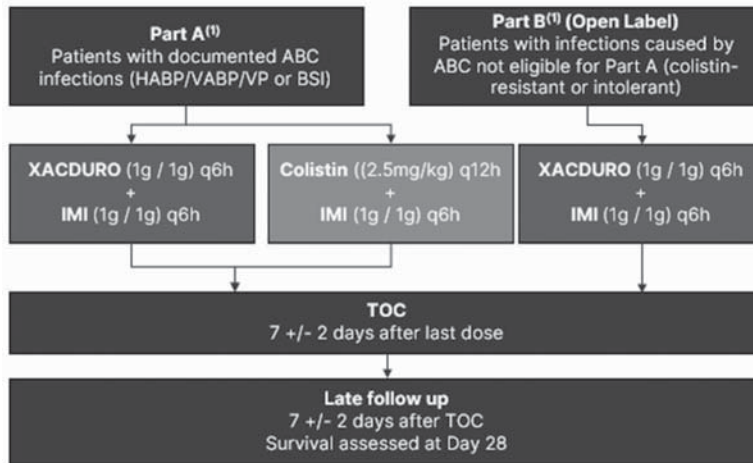 Part A(1)
Patients with documented ABC
infections (HABP/VABP/VP or BSI)
Part B(1) (Open Label)
Patients with infections caused by
ABC not eligible for Part A (colistin-
resistant or intolerant)
XACDURO (1g / 1g) q6h
+
IMI (1g / 1g) q6h
Colistin ((2.5mg/kg) q12h
+
IMI (1g / 1g) q6h
XACDURO (1g / 1g) q6h
+
IMI (1g / 1g) q6h
TOC
7 +/- 2 days after last dose
Late follow up
7 +/- 2 days after TOC
Survival assessed at Day 28